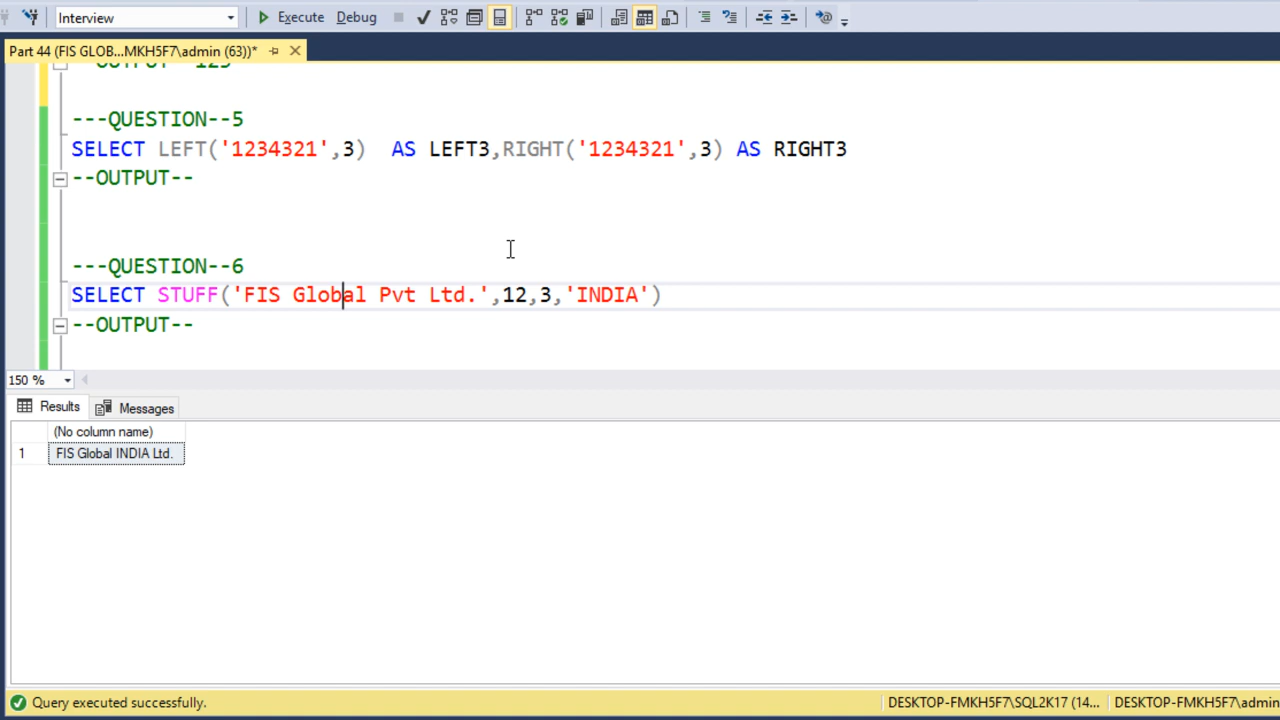 Interview
Execute Debug
Part 44 (FIS GLOB...MKH5F7\admin (63))*
---QUESTION--5
SELECT LEFT('1234321',3)  AS LEFT3,RIGHT('1234321',3) AS RIGHT3
--OUTPUT--
---QUESTION--6
SELECT STUFF('FIS Global Pvt Ltd.',12,3,'INDIA')
--OUTPUT--
150 %
Results Messages
(No column name)
1 FIS Global INDIA Ltd.
Query executed successfully. DESKTOP-FMKH5F7\SQL2K17 (14... DESKTOP-FMKH5F7\admin